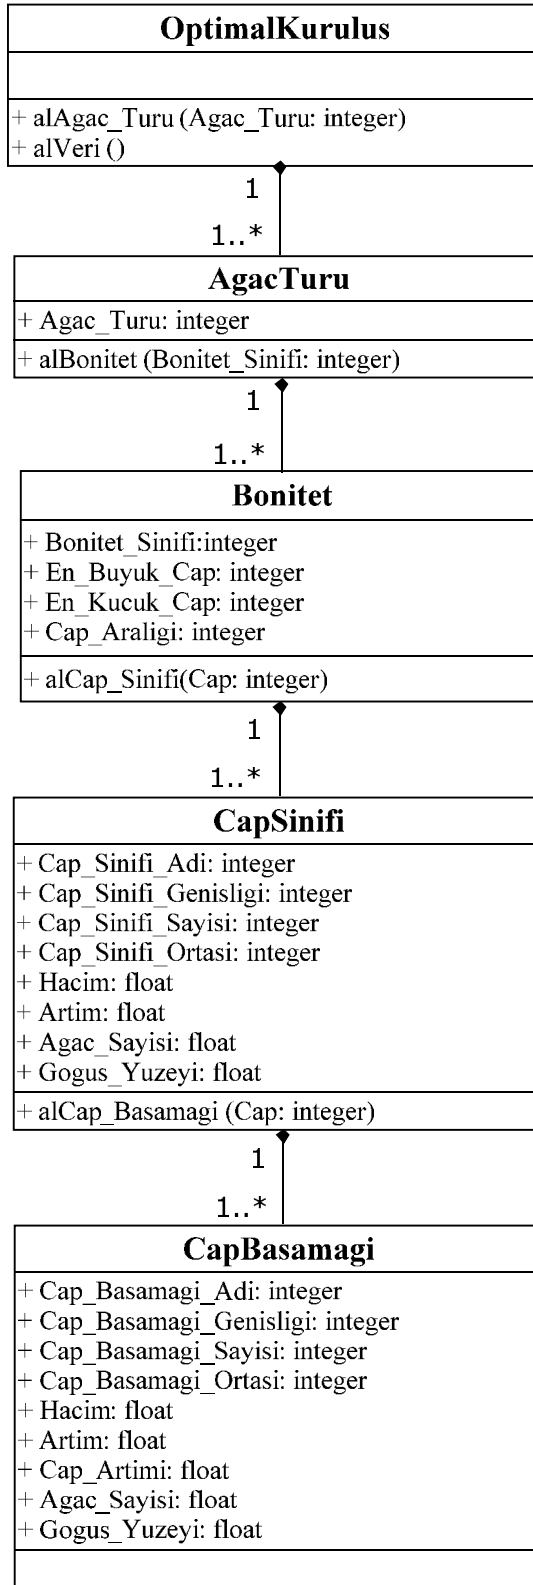 OptimalKurulus
+ alAgac_Turu (Agac_Turu: integer)
+ alVeri ()
1
1..*
AgacTuru
+ Agac_Turu: integer
+ alBonitet (Bonitet_Sinifi: integer)
1
1..*
Bonitet
+ Bonitet_Sinifi:integer
+ En_Buyuk_Cap: integer
+ En_Kucuk_Cap: integer
+ Cap_Araligi: integer
+ alCap_Sinifi(Cap: integer)
1
1..*
CapSinifi
+ Cap_Sinifi_Adi: integer
+ Cap_Sinifi_Genisligi: integer
+ Cap_Sinifi_Sayisi: integer
+ Cap_Sinifi_Ortasi: integer
+ Hacim: float
+ Artim: float
+ Agac_Sayisi: float
+ Gogus_Yuzeyi: float
+ alCap_Basamagi (Cap: integer)
1
1..*
CapBasamagi
+ Cap_Basamagi_Adi: integer
+ Cap_Basamagi_Genisligi: integer
+ Cap_Basamagi_Sayisi: integer
+ Cap_Basamagi_Ortasi: integer
+ Hacim: float
+ Artim: float
+ Cap_Artimi: float
+ Agac_Sayisi: float
+ Gogus_Yuzeyi: float